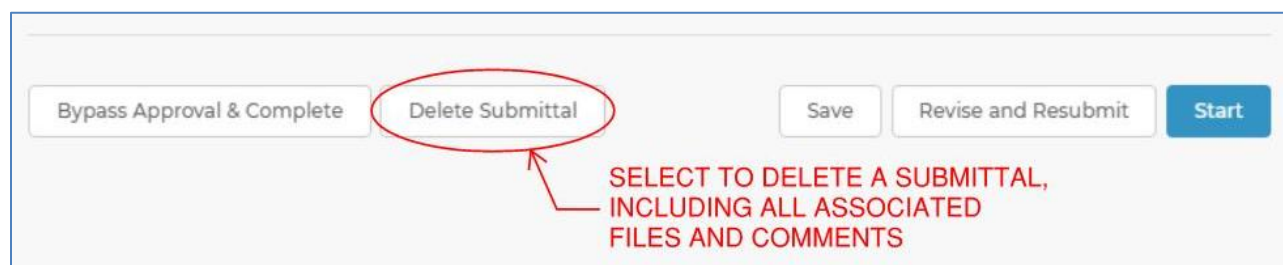 Bypass Approval & Complete Delete Submittal Save Revise and Resubmit Start
SELECT TO DELETE A SUBMITTAL,
INCLUDING ALL ASSOCIATED
FILES AND COMMENTS